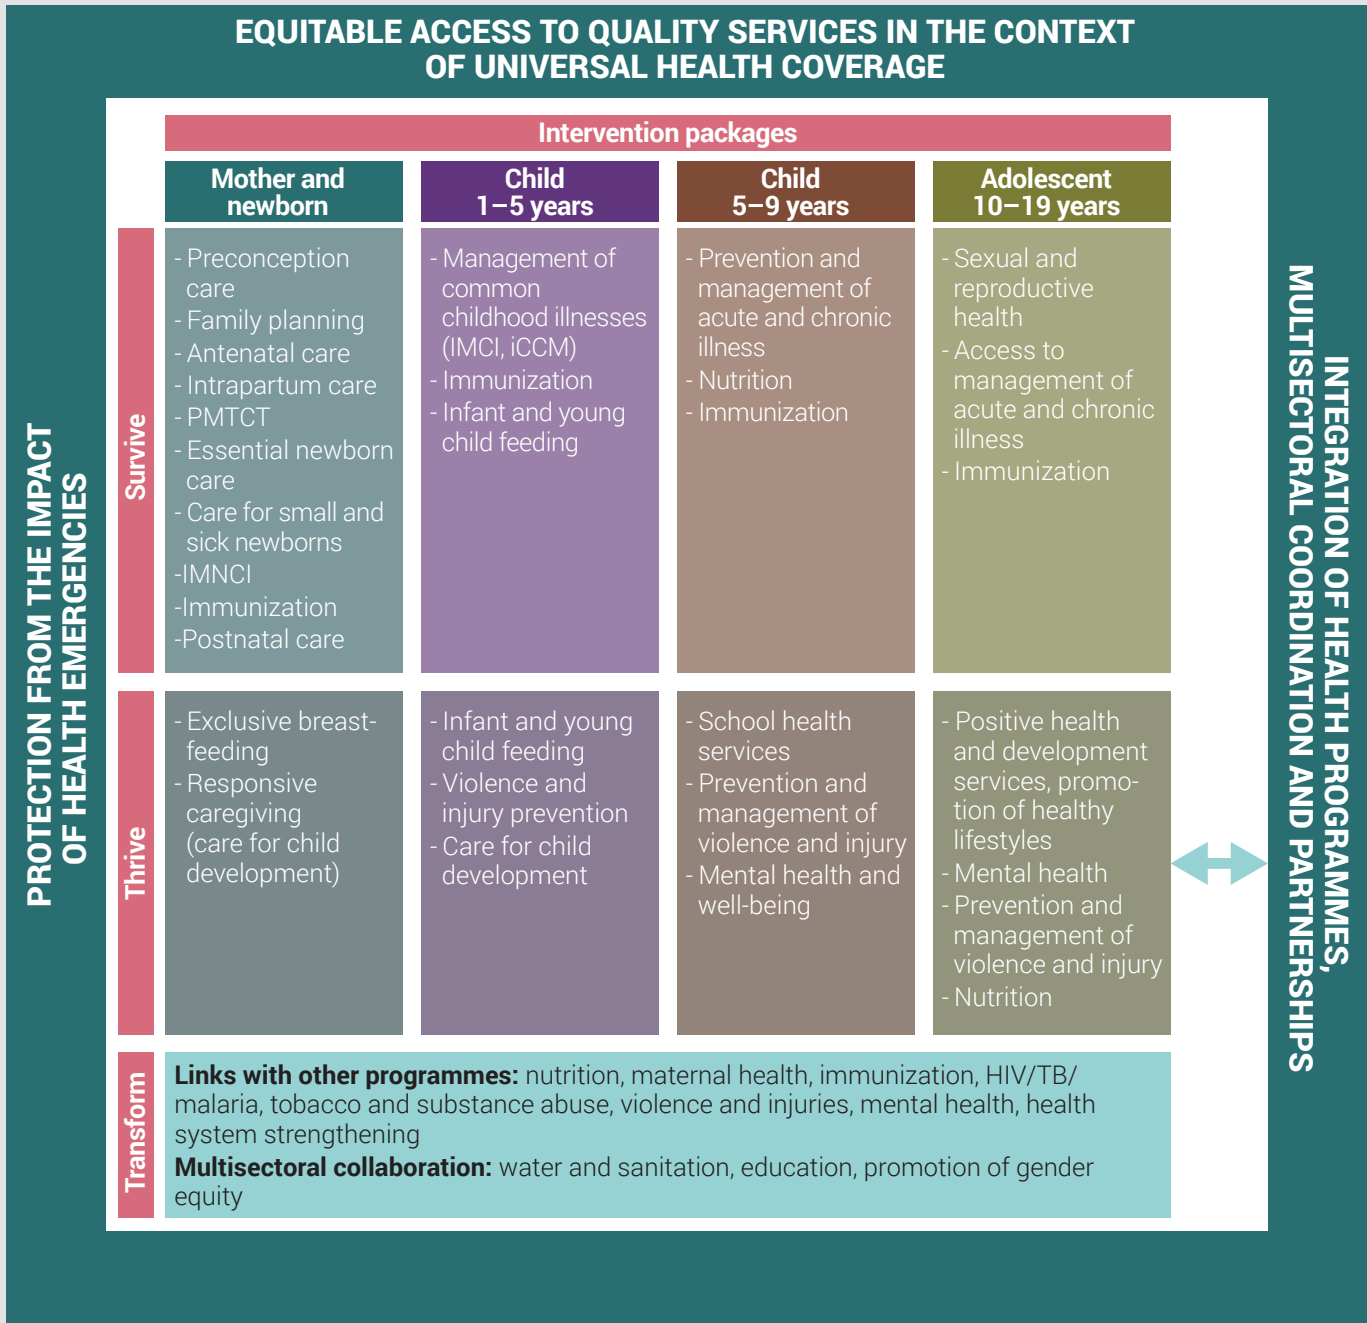 EQUITABLE ACCESS TO QUALITY SERVICES IN THE CONTEXT
OF UNIVERSAL HEALTH COVERAGE
PROTECTION FROM THE IMPACT
OF HEALTH EMERGENCIES
Intervention packages
Mother and
newborn
Child
1–5 years
Child
5–9 years
Adolescent
10–19 years
Survive
- Preconception
care
- Family planning
- Antenatal care
- Intrapartum care
- PMTCT
- Essential newborn
care
- Care for small and
sick newborns
-IMNCI
-Immunization
-Postnatal care
- Management of
common
childhood illnesses
(IMCI, iCCM)
- Immunization
- Infant and young
child feeding
- Prevention and
management of
acute and chronic
illness
- Nutrition
- Immunization
- Sexual and
reproductive
health
- Access to
management of
acute and chronic
illness
- Immunization
Thrive
- Exclusive breast-
feeding
- Responsive
caregiving
(care for child
development)
- Infant and young
child feeding
- Violence and
injury prevention
- Care for child
development
- School health
services
- Prevention and
management of
violence and injury
- Mental health and
well-being
- Positive health
and development
services, promo-
tion of healthy
lifestyles
- Mental health
- Prevention and
management of
violence and injury
- Nutrition
Transform
Links with other programmes: nutrition, maternal health, immunization, HIV/TB/
malaria, tobacco and substance abuse, violence and injuries, mental health, health
system strengthening
Multisectoral collaboration: water and sanitation, education, promotion of gender
equity
INTEGRATION OF HEALTH PROGRAMMES,
MULTISECTORAL COORDINATION AND PARTNERSHIPS